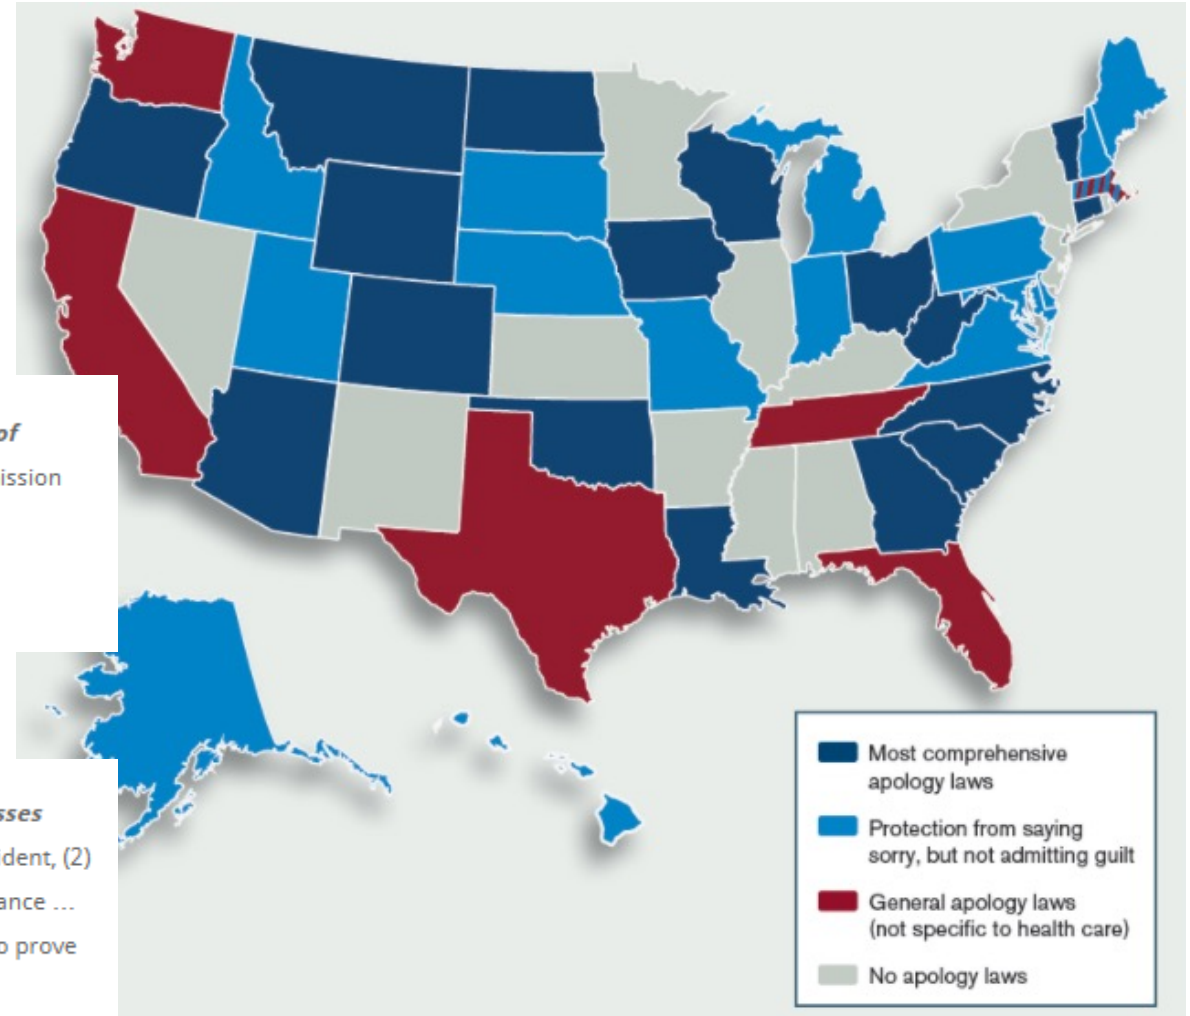 of
ission
sses
ident, (2)
ance ...
o prove
Most comprehensive
apology laws
Protection from saying
sorry, but not admitting guilt
General apology laws
(not specific to health care)
No apology laws